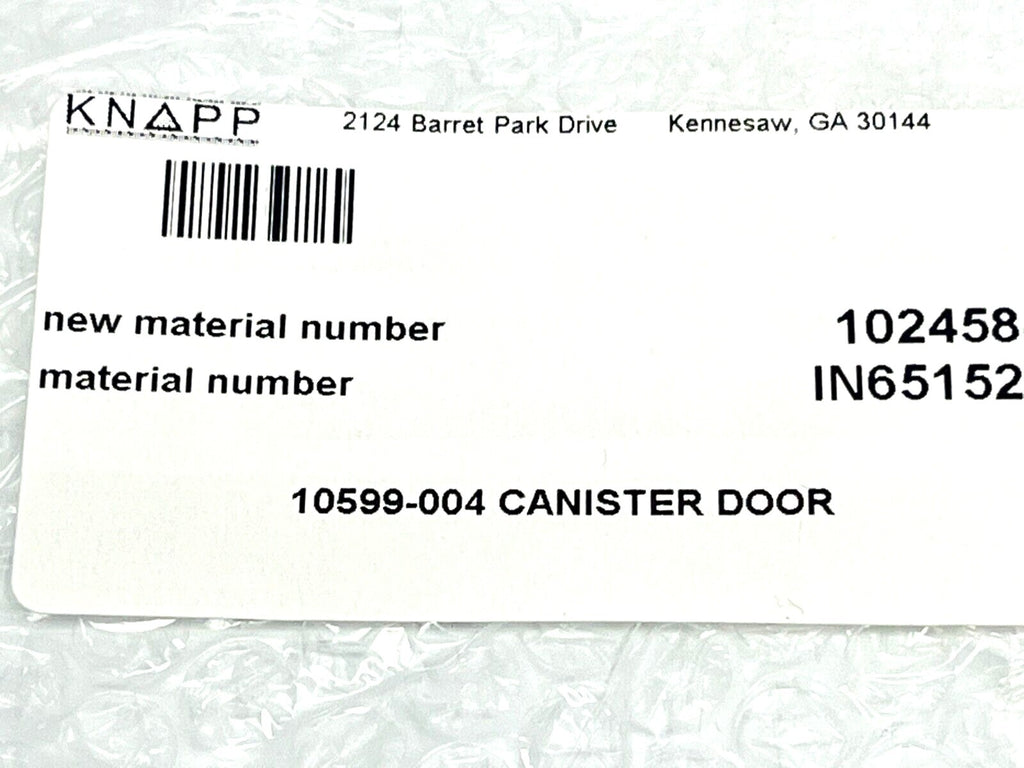 KNAPP 2124 Barret Park Drive Kennesaw, GA 30144
new material number 102458
material number IN65152
10599-004 CANISTER DOOR